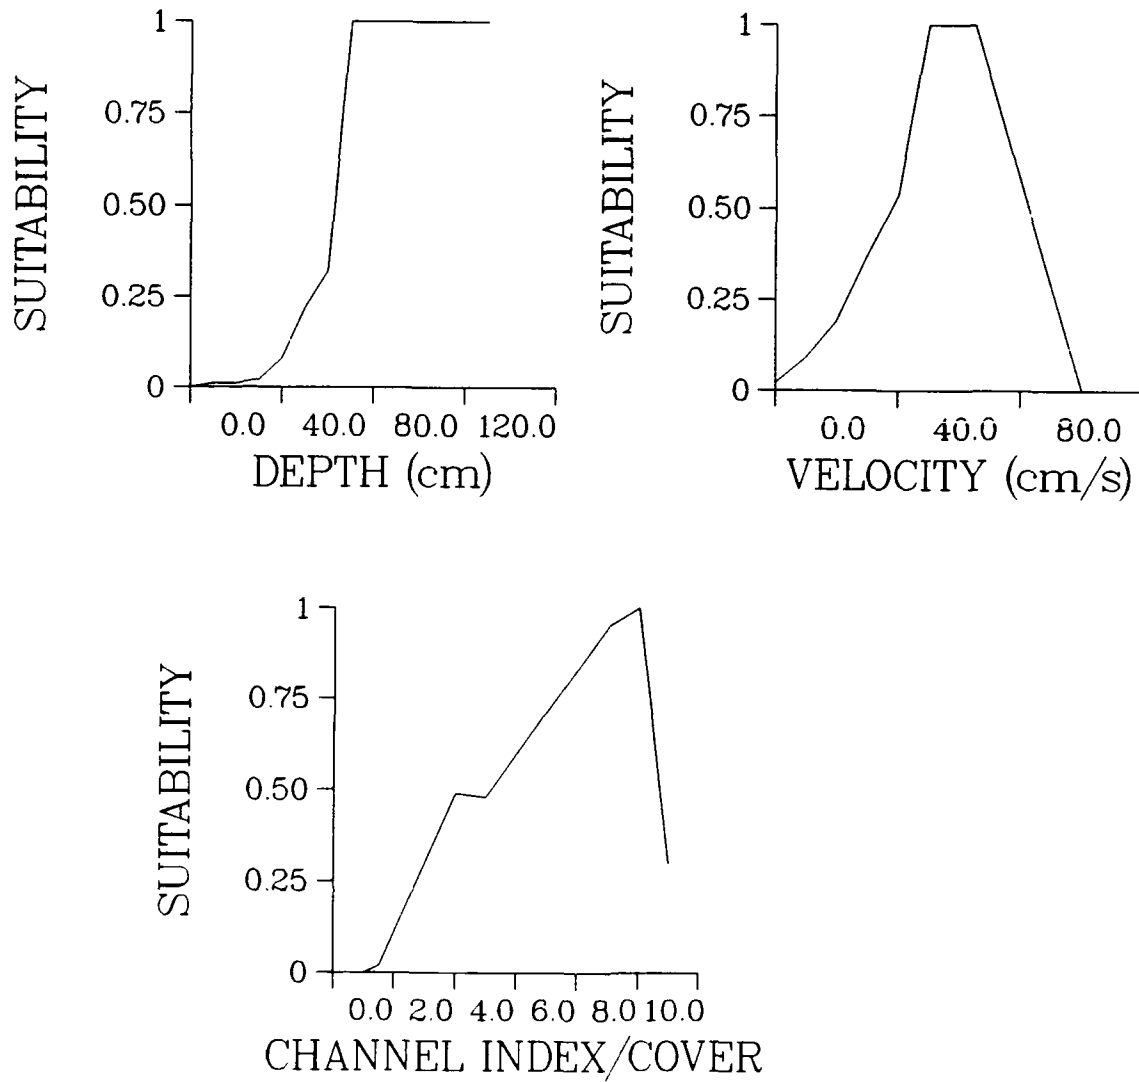 1
0.75
0.50
0.25
0
SUITABILITY
0.0 40.0 80.0 120.0
DEPTH (cm)
1
0.75
0.50
0.25
0
SUITABILITY
0.0 40.0 80.0
VELOCITY (cm/s)
1
0.75
0.50
0.25
0
SUITABILITY
0.0 2.0 4.0 6.0 8.0 10.0
CHANNEL INDEX/COVER